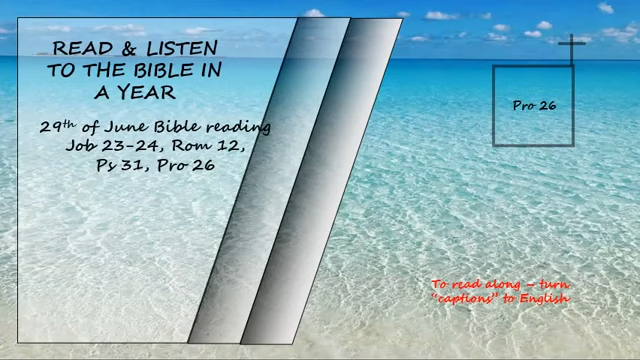 READ & LISTEN
TO THE BIBLE IN
A YEAR
29th of June Bible reading
Job 23-24, Rom 12,
Ps 31, Pro 26
Pro 26
To read along – turn
“captions” to English